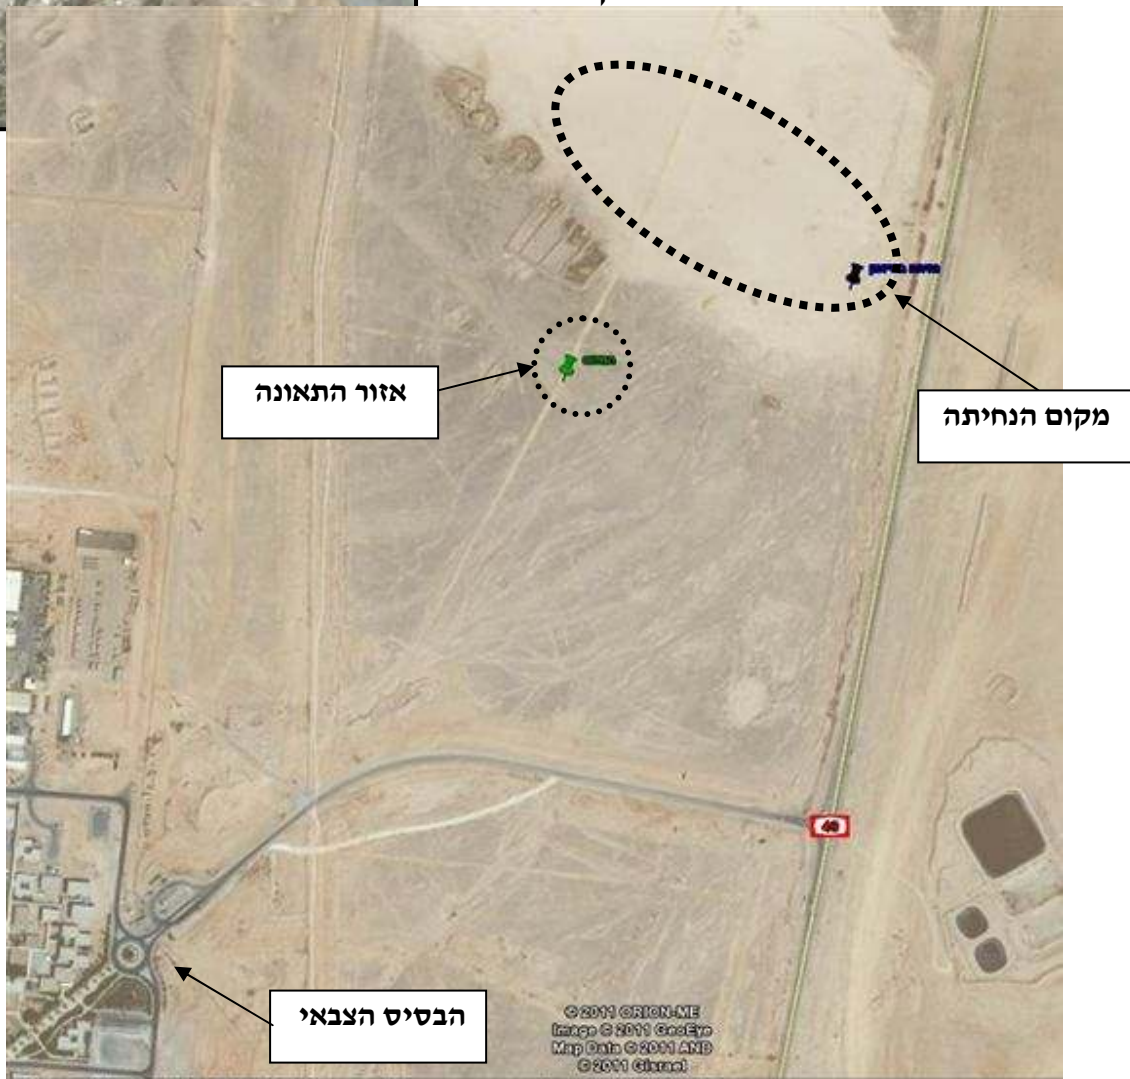 אזור התאונה
מקום הנחיתה
40
הבסיס הצבאי
© 2011 ORION-ME
Image © 2011 GeoEye
Map Data © 2011 AND
© 2011 Gisrael